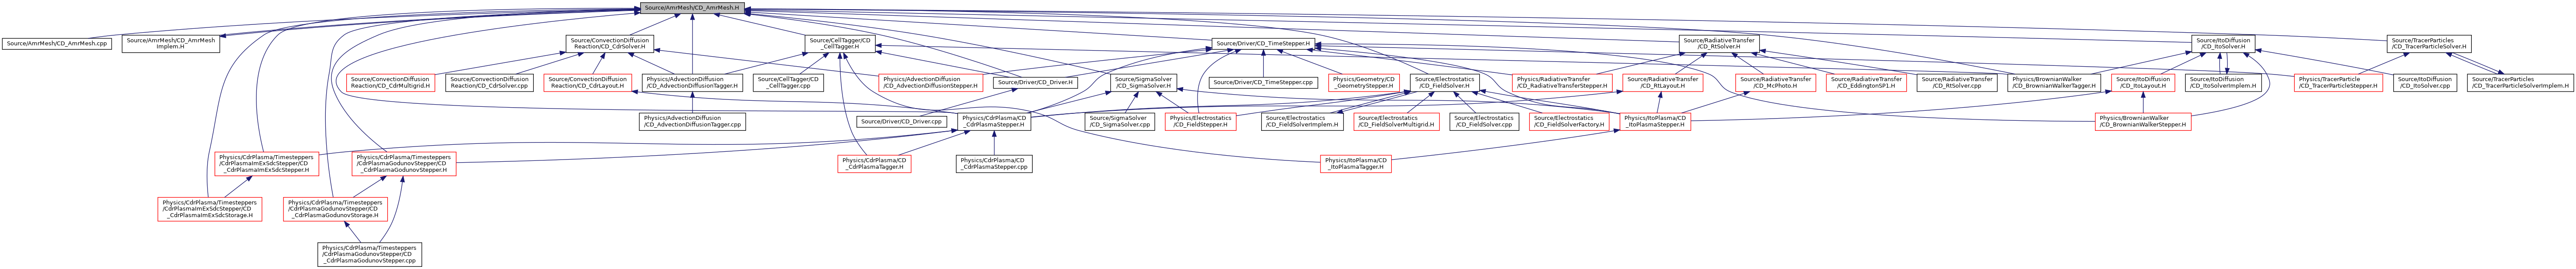 Source/AmrMesh/CD_AmrMesh.H
Source/AmrMesh/CD_AmrMesh.cpp
Source/AmrMesh/CD_AmrMesh
Implem.H
Source/ConvectionDiffusion
Reaction/CD_CdrSolver.H
Source/CellTagger/CD
_CellTagger.H
Source/Driver/CD_TimeStepper.H
Source/RadiativeTransfer
/CD_RtSolver.H
Source/ItoDiffusion
/CD_ItoSolver.H
Source/TracerParticles
/CD_TracerParticleSolver.H
Source/ConvectionDiffusion
Reaction/CD_CdrMultigrid.H
Source/ConvectionDiffusion
Reaction/CD_CdrSolver.cpp
Source/ConvectionDiffusion
Reaction/CD_CdrLayout.H
Physics/AdvectionDiffusion
/CD_AdvectionDiffusionTagger.H
Source/CellTagger/CD
_CellTagger.cpp
Physics/AdvectionDiffusion
/CD_AdvectionDiffusionStepper.H
Source/Driver/CD_Driver.H
Source/SigmaSolver
/CD_SigmaSolver.H
Source/Driver/CD_TimeStepper.cpp
Physics/Geometry/CD
_GeometryStepper.H
Source/Electrostatics
/CD_FieldSolver.H
Physics/RadiativeTransfer
/CD_RadiativeTransferStepper.H
Source/RadiativeTransfer
/CD_RtLayout.H
Source/RadiativeTransfer
/CD_McPhoto.H
Source/RadiativeTransfer
/CD_EddingtonSP1.H
Source/RadiativeTransfer
/CD_RtSolver.cpp
Physics/BrownianWalker
/CD_BrownianWalkerTagger.H
Source/ItoDiffusion
/CD_ItoLayout.H
Source/ItoDiffusion
/CD_ItoSolverImplem.H
Physics/TracerParticle
/CD_TracerParticleStepper.H
Source/ItoDiffusion
/CD_ItoSolver.cpp
Source/TracerParticles
/CD_TracerParticleSolverImplem.H
Physics/AdvectionDiffusion
/CD_AdvectionDiffusionTagger.cpp
Source/Driver/CD_Driver.cpp
Physics/CdrPlasma/CD
_CdrPlasmaStepper.H
Source/SigmaSolver
/CD_SigmaSolver.cpp
Physics/Electrostatics
/CD_FieldStepper.H
Source/Electrostatics
/CD_FieldSolverImplem.H
Source/Electrostatics
/CD_FieldSolverMultigrid.H
Source/Electrostatics
/CD_FieldSolver.cpp
Source/Electrostatics
/CD_FieldSolverFactory.H
Physics/ItoPlasma/CD
_ItoPlasmaStepper.H
Physics/BrownianWalker
/CD_BrownianWalkerStepper.H
Physics/CdrPlasma/Timesteppers
/CdrPlasmaImExSdcStepper/CD
_CdrPlasmaImExSdcStepper.H
Physics/CdrPlasma/Timesteppers
/CdrPlasmaGodunovStepper/CD
_CdrPlasmaGodunovStepper.H
Physics/CdrPlasma/CD
_CdrPlasmaTagger.H
Physics/CdrPlasma/CD
_CdrPlasmaStepper.cpp
Physics/ItoPlasma/CD
_ItoPlasmaTagger.H
Physics/CdrPlasma/Timesteppers
/CdrPlasmaImExSdcStepper/CD
_CdrPlasmaImExSdcStorage.H
Physics/CdrPlasma/Timesteppers
/CdrPlasmaGodunovStepper/CD
_CdrPlasmaGodunovStorage.H
Physics/CdrPlasma/Timesteppers
/CdrPlasmaGodunovStepper/CD
_CdrPlasmaGodunovStepper.cpp